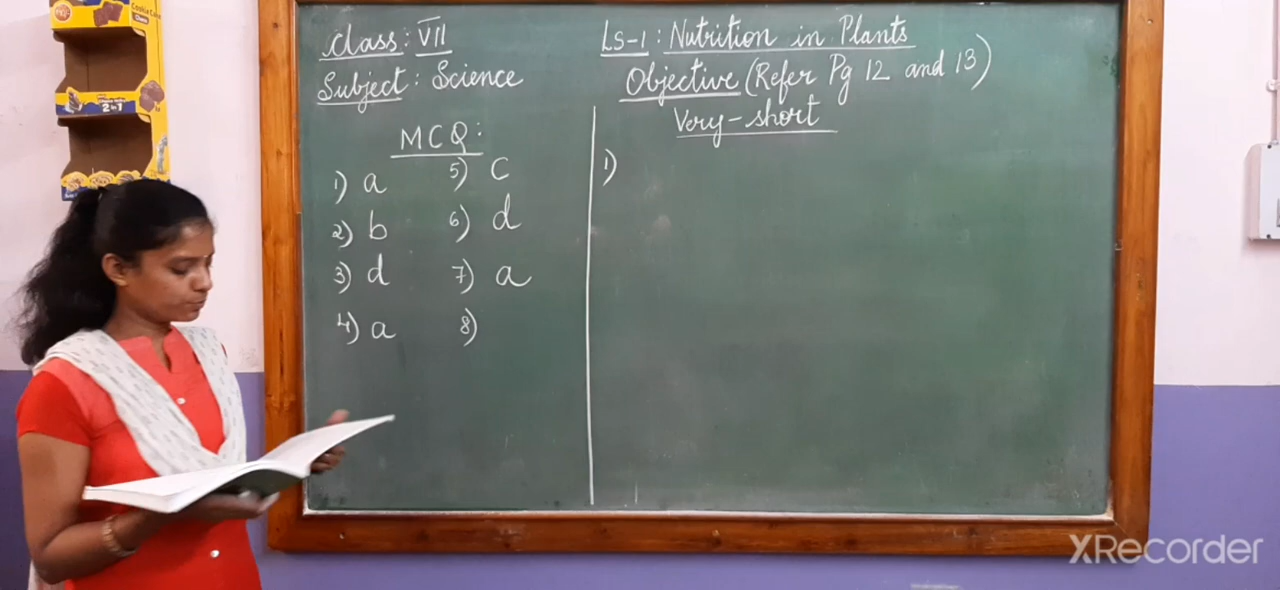 Class: VII
Subject: Science
LS-1: Nutrition in Plants
Objective (Refer Pg 12 and 13)
Very-short
MCQ:
1) a
2) b
3) d
4) a
5) c
6) d
7) a
8)
1)
XRecorder